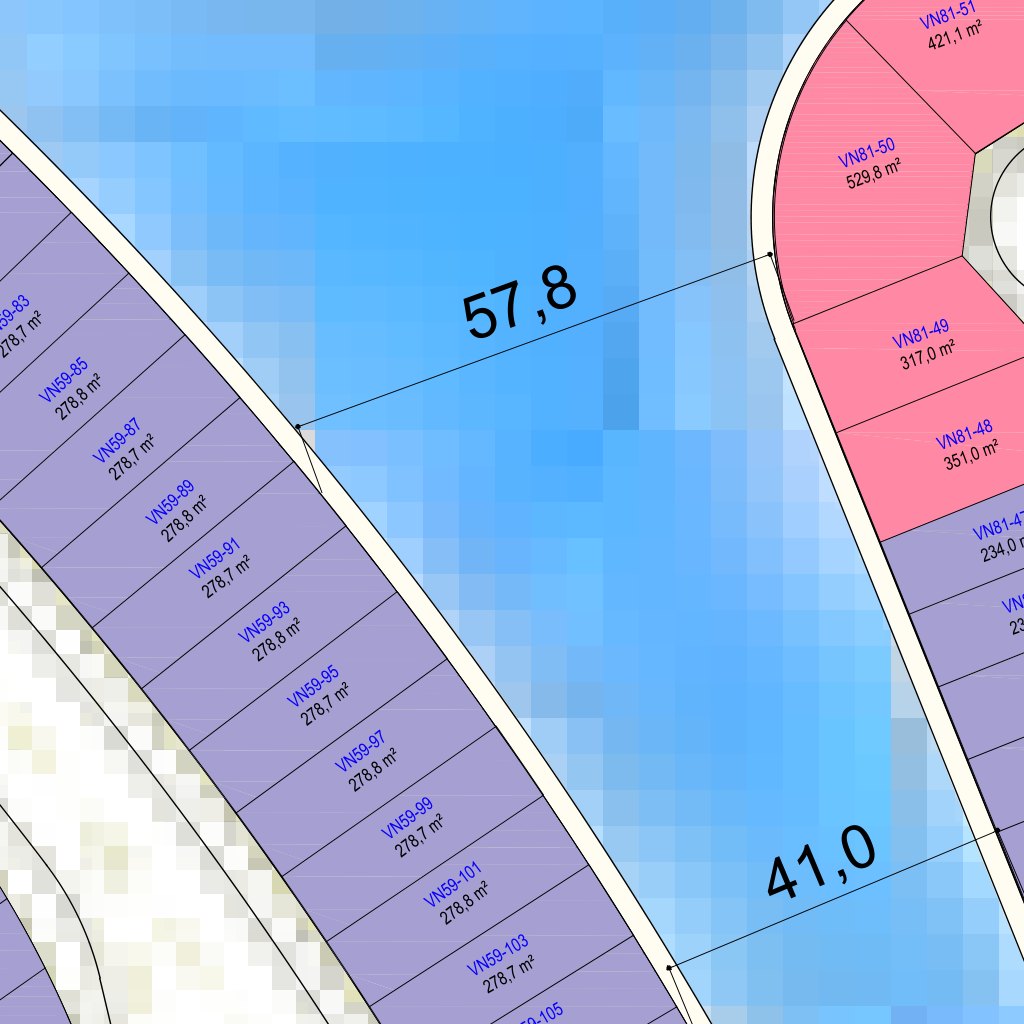 VN81-51
421,1 m²
VN81-50
529,8 m²
57,8
278,7 m²
VN81-49
317,0 m²
VN59-85
278,8 m²
VN59-87
278,7 m²
VN81-48
351,0 m²
VN59-89
278,8 m²
234,0
VN59-91
278,7 m²
VN59-93
278,8 m²
VN59-95
278,7 m²
VN59-97
278,8 m²
VN59-99
278,7 m²
41,0
VN59-101
278,8 m²
VN59-103
278,7 m²